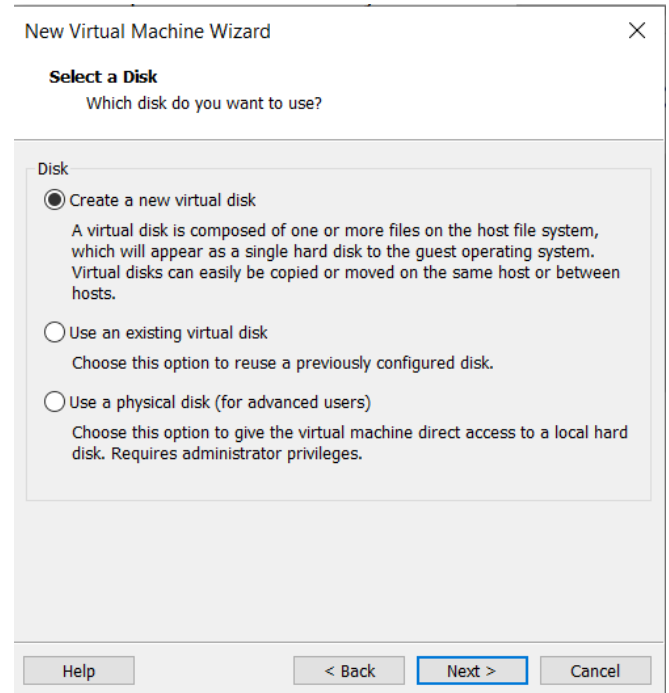 New Virtual Machine Wizard
Select a Disk
Which disk do you want to use?
Disk
Create a new virtual disk
A virtual disk is composed of one or more files on the host file system,
which will appear as a single hard disk to the guest operating system.
Virtual disks can easily be copied or moved on the same host or between
hosts.
Use an existing virtual disk
Choose this option to reuse a previously configured disk.
Use a physical disk (for advanced users)
Choose this option to give the virtual machine direct access to a local hard
disk. Requires administrator privileges.
Help
< Back
Next >
Cancel